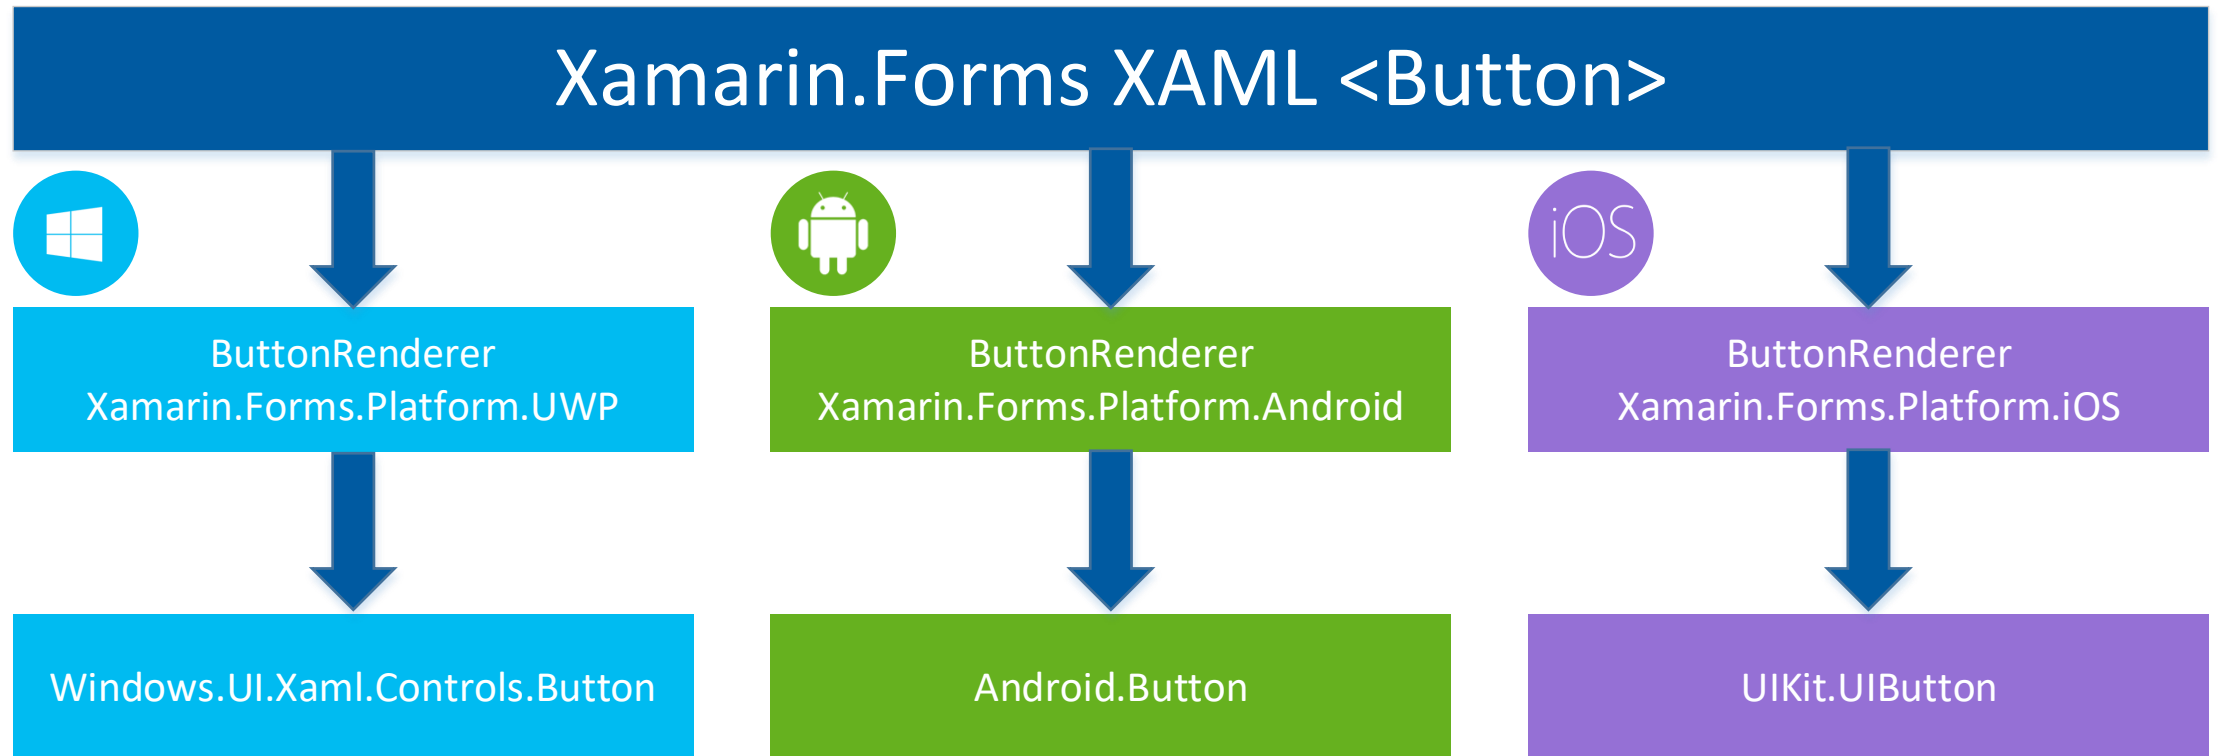 Xamarin.Forms XAML <Button>
iOS
ButtonRenderer
Xamarin.Forms.Platform.UWP
ButtonRenderer
Xamarin.Forms.Platform.Android
ButtonRenderer
Xamarin.Forms.Platform.iOS
Windows.UI.Xaml.Controls.Button
Android.Button
UIKit.UIButton